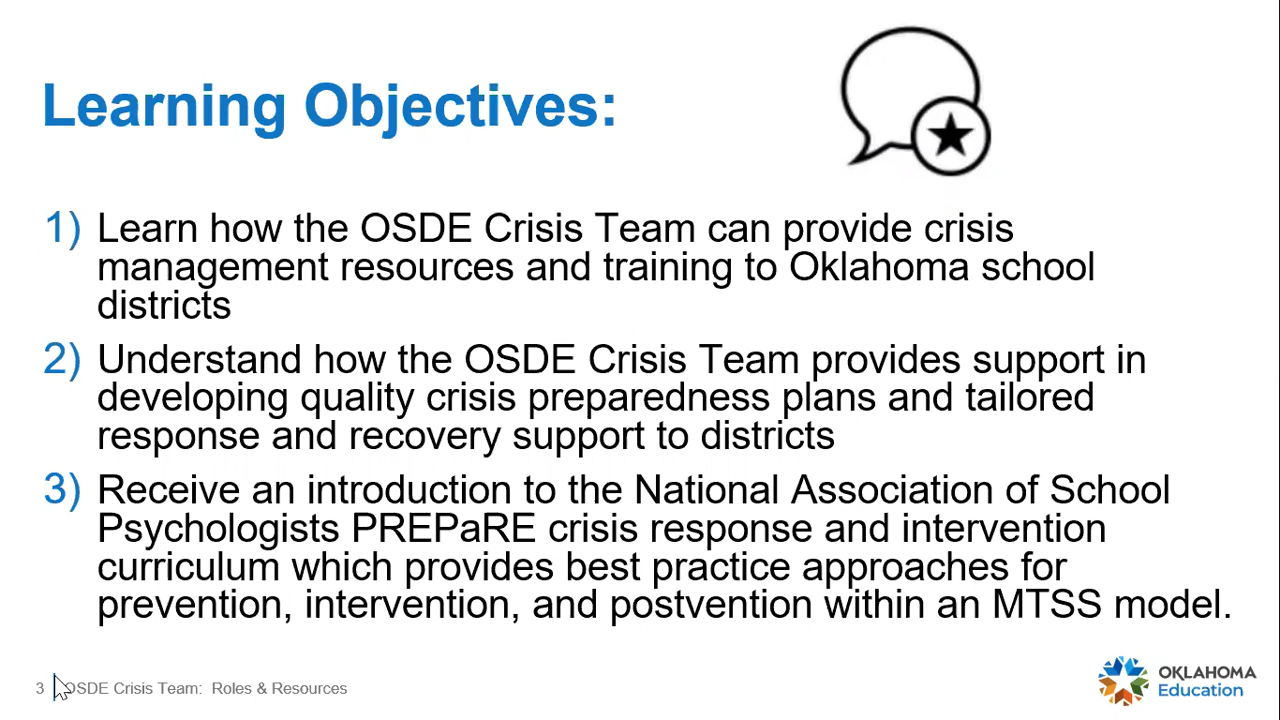 Learning Objectives:
1) Learn how the OSDE Crisis Team can provide crisis
management resources and training to Oklahoma school
districts
2) Understand how the OSDE Crisis Team provides support in
developing quality crisis preparedness plans and tailored
response and recovery support to districts
3) Receive an introduction to the National Association of School
Psychologists PREPaRE crisis response and intervention
curriculum which provides best practice approaches for
prevention, intervention, and postvention within an MTSS model.
3 OSDE Crisis Team: Roles & Resources
OKLAHOMA
Education